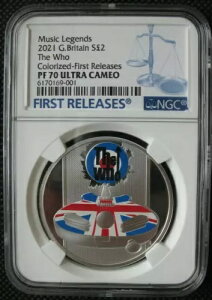 Music Legends
2021 G.Britain S£2
The Who
Colorized-First Releases
PF 70 ULTRA CAMEO
6170169-001
FIRST RELEASES
NGC
The
Who